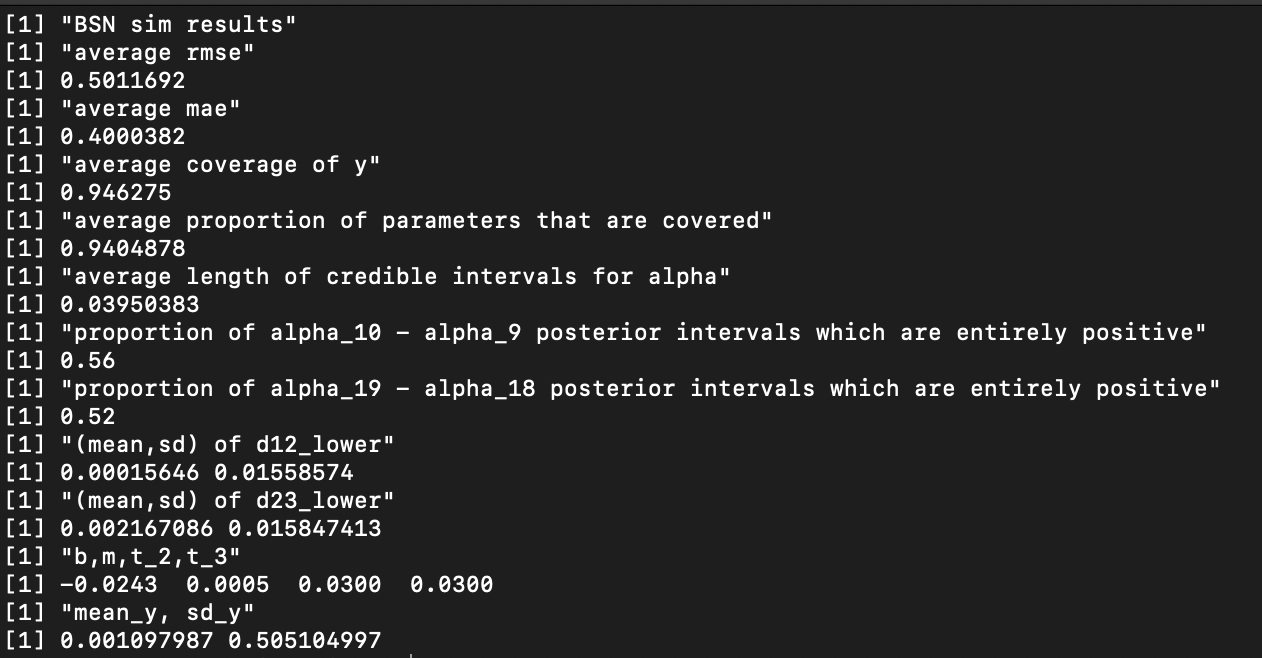 [1] "BSN sim results"
[1] "average rmse"
[1] 0.5011692
[1] "average mae"
[1] 0.4000382
[1] "average coverage of y"
[1] 0.946275
[1] "average proportion of parameters that are covered"
[1] 0.9404878
[1] "average length of credible intervals for alpha"
[1] 0.03950383
[1] "proportion of alpha_10 - alpha_9 posterior intervals which are entirely positive"
[1] 0.56
[1] "proportion of alpha_19 - alpha_18 posterior intervals which are entirely positive"
[1] 0.52
[1] "(mean,sd) of d12_lower"
[1] 0.00015646 0.01558574
[1] "(mean,sd) of d23_lower"
[1] 0.002167086 0.015847413
[1] "b,m,t_2,t_3"
[1] -0.0243  0.0005  0.0300  0.0300
[1] "mean_y, sd_y"
[1] 0.001097987 0.505104997